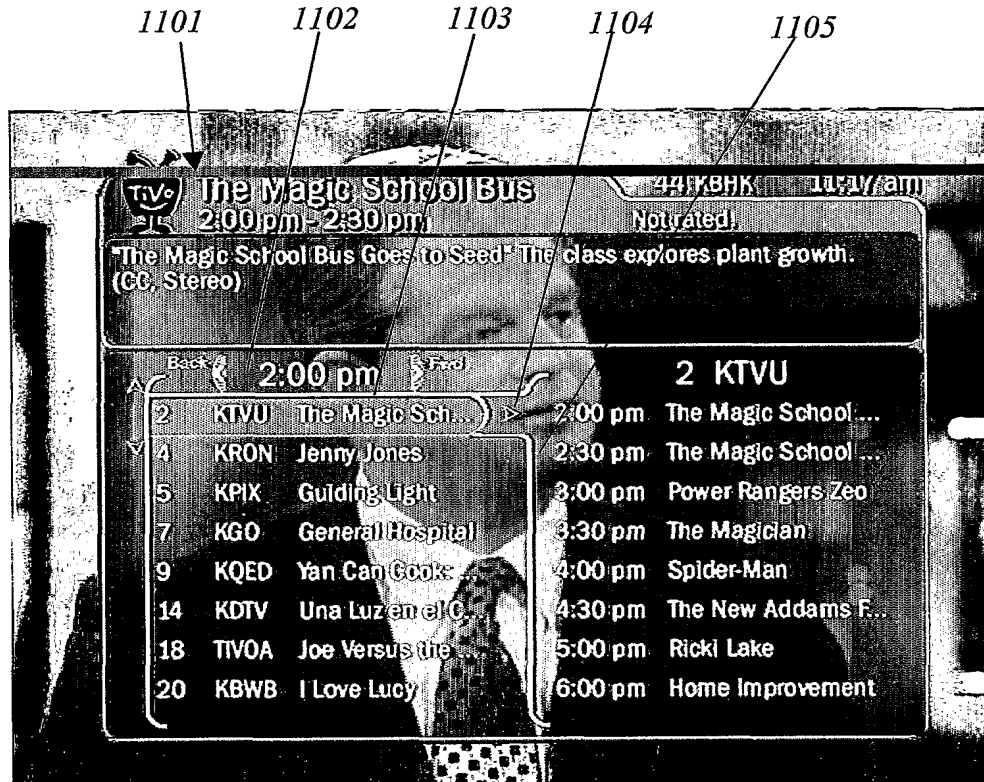 1101 1102 1103 1104 1105
TiVo The Magic School Bus 44 KBHK 11:17 am
2:00 pm - 2:30 pm Not rated!
"The Magic School Bus Goes to Seed" The class explores plant growth.
(CC, Stereo)
Back 2:00 pm Fwd 2 KTVU
2 KTVU The Magic Sch... 2:00 pm The Magic School ...
4 KRON Jenny Jones 2:30 pm The Magic School ...
5 KPIX Guiding Light 3:00 pm Power Rangers Zeo
7 KGO General Hospital 3:30 pm The Magician
9 KQED Yan Can Cook: ... 4:00 pm Spider-Man
14 KDTV Una Luz en el C... 4:30 pm The New Addams F...
18 TIVOA Joe Versus the ... 5:00 pm Ricki Lake
20 KBWB I Love Lucy 6:00 pm Home Improvement